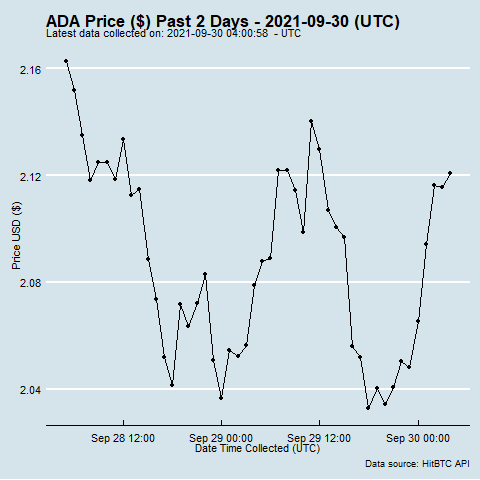 ADA Price ($) Past 2 Days - 2021-09-30 (UTC)
Latest data collected on: 2021-09-30 04:00:58 - UTC
2.16
2.12
2.08
2.04
Price USD ($)
Sep 28 12:00 Sep 29 00:00 Sep 29 12:00 Sep 30 00:00
Date Time Collected (UTC)
Data source: HitBTC API